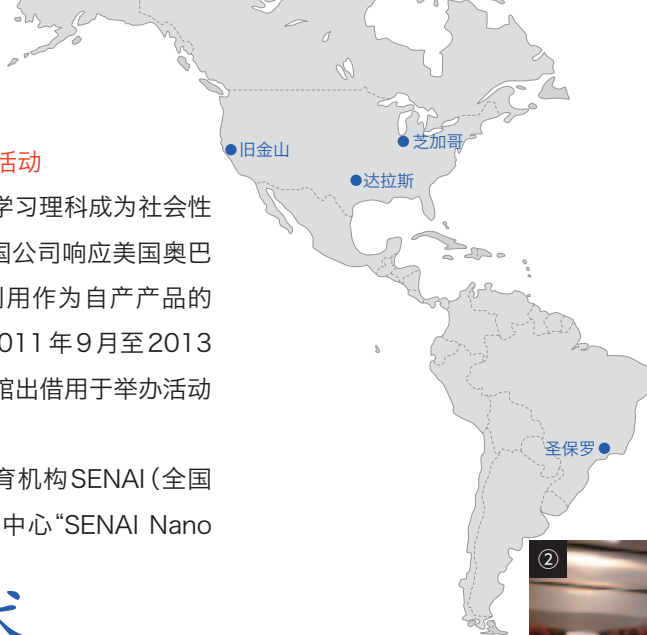 活动
学习理科成为社会性
国公司响应美国奥巴
利用作为自产产品的
011年9月至2013
馆出借用于举办活动
育机构SENAI（全国
中心“SENAI Nano
旧金山
芝加哥
达拉斯
圣保罗
②